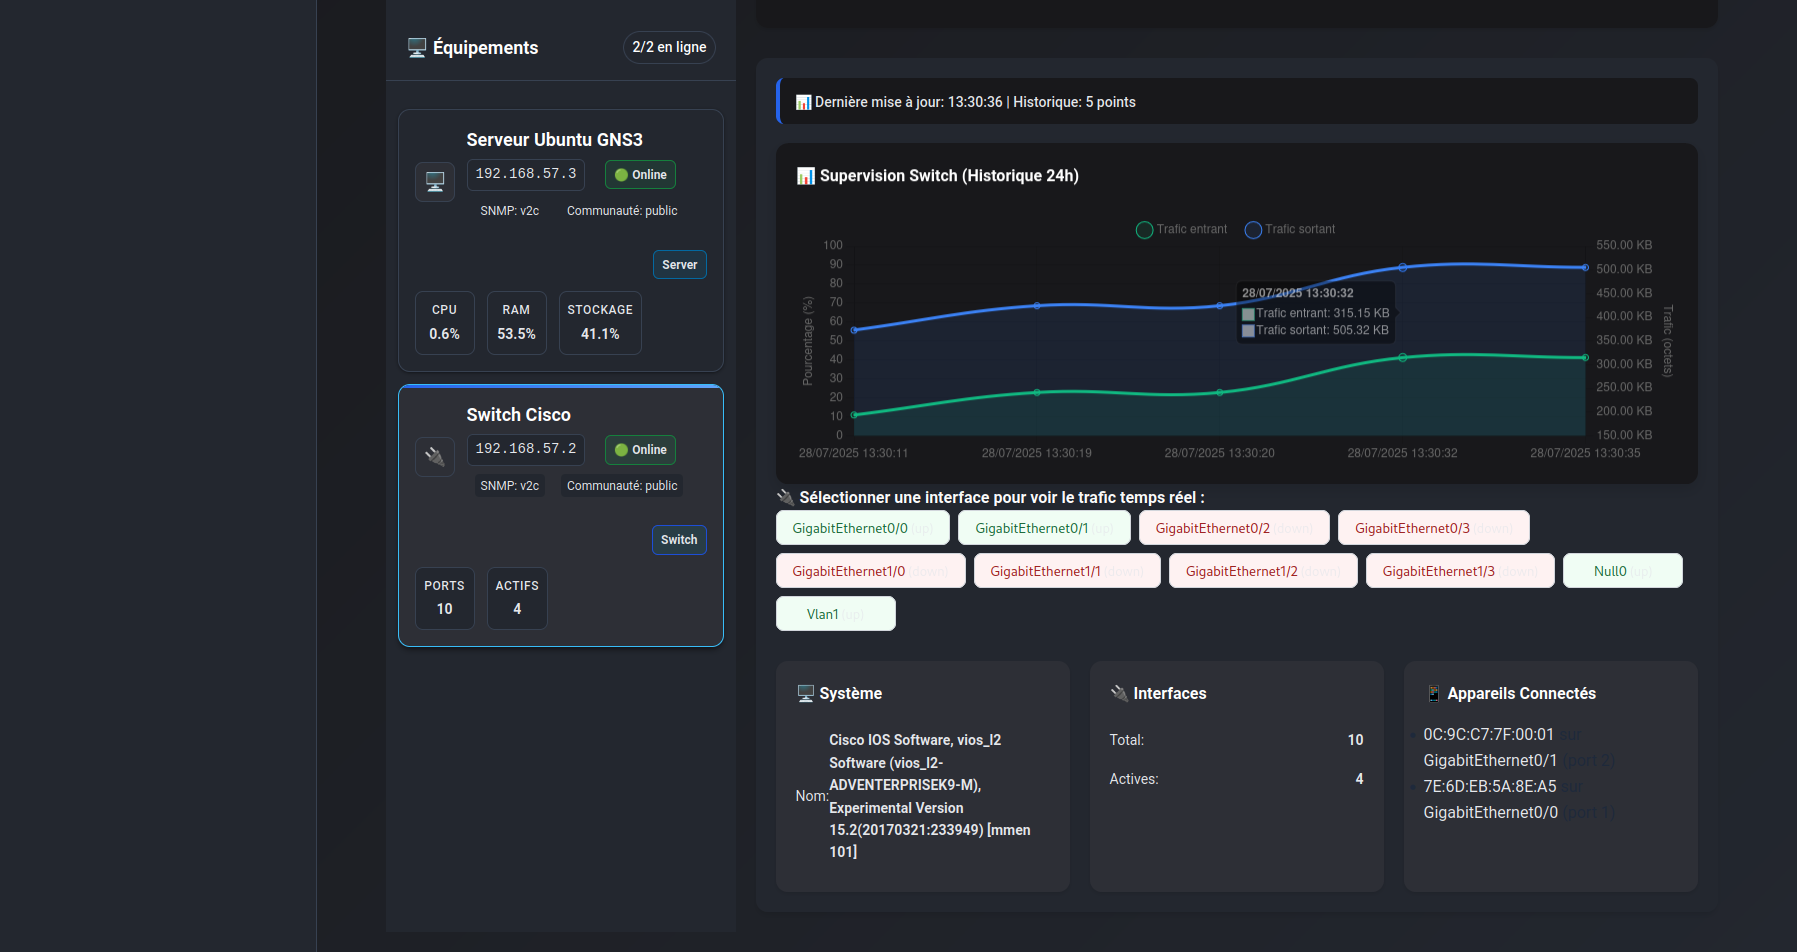 Équipements
2/2 en ligne
Serveur Ubuntu GNS3
192.168.57.3
Online
SNMP: v2c
Communauté: public
Server
CPU
0.6%
RAM
53.5%
STOCKAGE
41.1%
Switch Cisco
192.168.57.2
Online
SNMP: v2c
Communauté: public
Switch
PORTS
10
ACTIFS
4
Dernière mise à jour: 13:30:36 | Historique: 5 points
Supervision Switch (Historique 24h)
Trafic entrant
Trafic sortant
Pourcentage (%)
100
90
80
70
60
50
40
30
20
10
0
28/07/2025 13:30:32
Trafic entrant: 315.15 KB
Trafic sortant: 505.32 KB
550.00 KB
500.00 KB
450.00 KB
400.00 KB
350.00 KB
300.00 KB
250.00 KB
200.00 KB
150.00 KB
Trafic (octets)
28/07/2025 13:30:11
28/07/2025 13:30:19
28/07/2025 13:30:20
28/07/2025 13:30:32
28/07/2025 13:30:35
Sélectionner une interface pour voir le trafic temps réel :
GigabitEthernet0/0 (up)
GigabitEthernet0/1 (up)
GigabitEthernet0/2 (down)
GigabitEthernet0/3 (down)
GigabitEthernet1/0 (down)
GigabitEthernet1/1 (down)
GigabitEthernet1/2 (down)
GigabitEthernet1/3 (down)
Null0 (up)
Vlan1 (up)
Système
Nom:
Cisco IOS Software, vios_l2
Software (vios_l2-
ADVENTERPRISEK9-M),
Experimental Version
15.2(20170321:233949) [mmen
101]
Interfaces
Total:
10
Actives:
4
Appareils Connectés
0C:9C:C7:7F:00:01 sur
GigabitEthernet0/1 (port 2)
7E:6D:EB:5A:8E:A5 sur
GigabitEthernet0/0 (port 1)